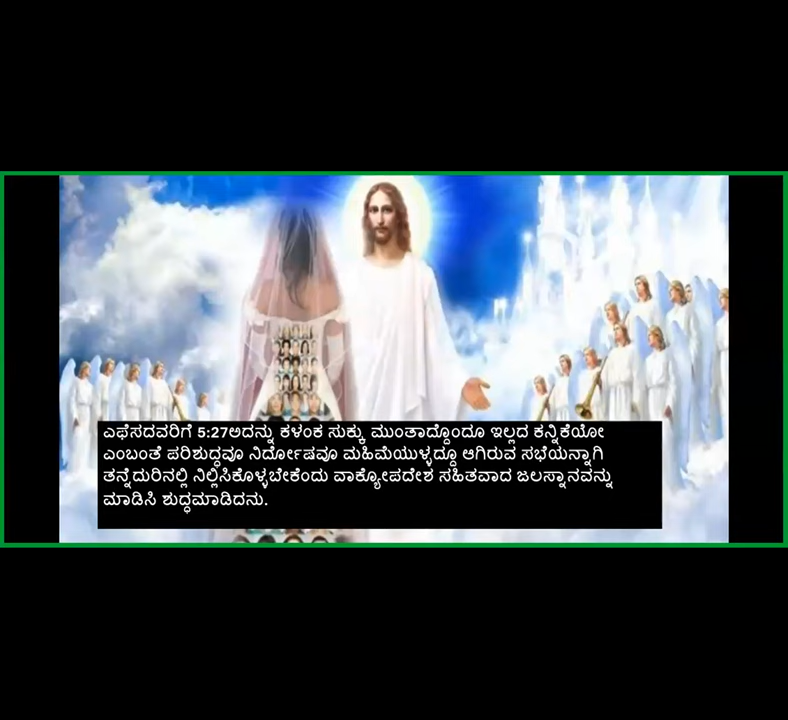 ಎಫೆಸದವರಿಗೆ 5:27ಅದನ್ನು ಕಳಂಕ ಸುಕ್ಕು ಮುಂತಾದ್ದೊಂದೂ ಇಲ್ಲದ ಕನ್ನಿಕೆಯೋ
ಎಂಬಂತೆ ಪರಿಶುದ್ಧವೂ ನಿರ್ದೋಷವೂ ಮಹಿಮೆಯುಳ್ಳದ್ದೂ ಆಗಿರುವ ಸಭೆಯನ್ನಾಗಿ
ತನ್ನೆದುರಿನಲ್ಲಿ ನಿಲ್ಲಿಸಿಕೊಳ್ಳಬೇಕೆಂದು ವಾಕ್ಯೋಪದೇಶ ಸಹಿತವಾದ ಜಲಸ್ನಾನವನ್ನು
ಮಾಡಿಸಿ ಶುದ್ಧಮಾಡಿದನು.